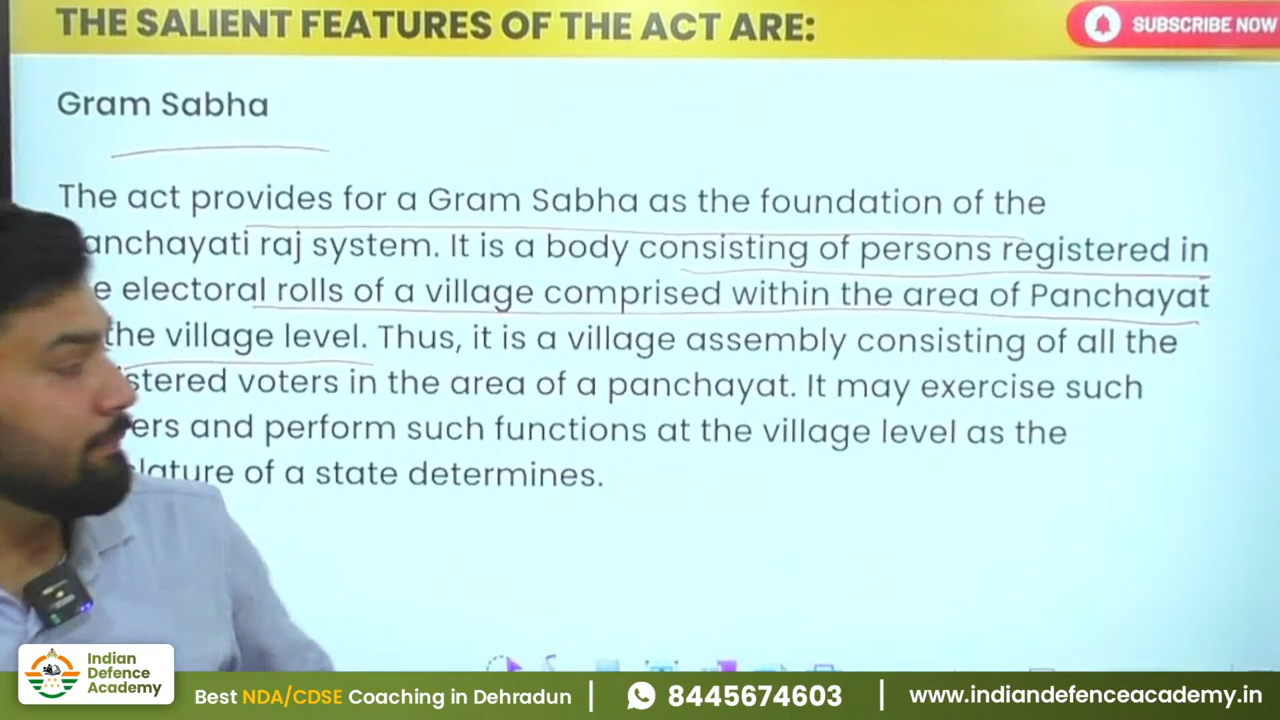 THE SALIENT FEATURES OF THE ACT ARE:
SUBSCRIBE NOW
Gram Sabha
The act provides for a Gram Sabha as the foundation of the
anchayati raj system. It is a body consisting of persons registered in
e electoral rolls of a village comprised within the area of Panchayat
the village level. Thus, it is a village assembly consisting of all the
stered voters in the area of a panchayat. It may exercise such
ers and perform such functions at the village level as the
lature of a state determines.
Indian
Defence
Academy
Best NDA/CDSE Coaching in Dehradun | 8445674603 | www.indiandefenceacademy.in